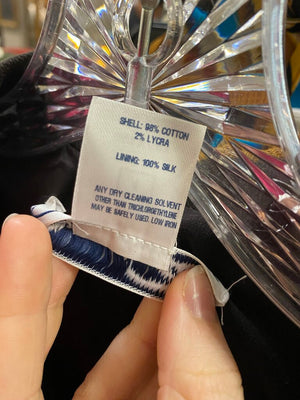 SHELL: 98% COTTON
2% LYCRA
LINING: 100% SILK
ANY DRY CLEANING SOLVENT
OTHER THAN TRICHLOROETHYLENE
MAY BE SAFELY USED. LOW IRON